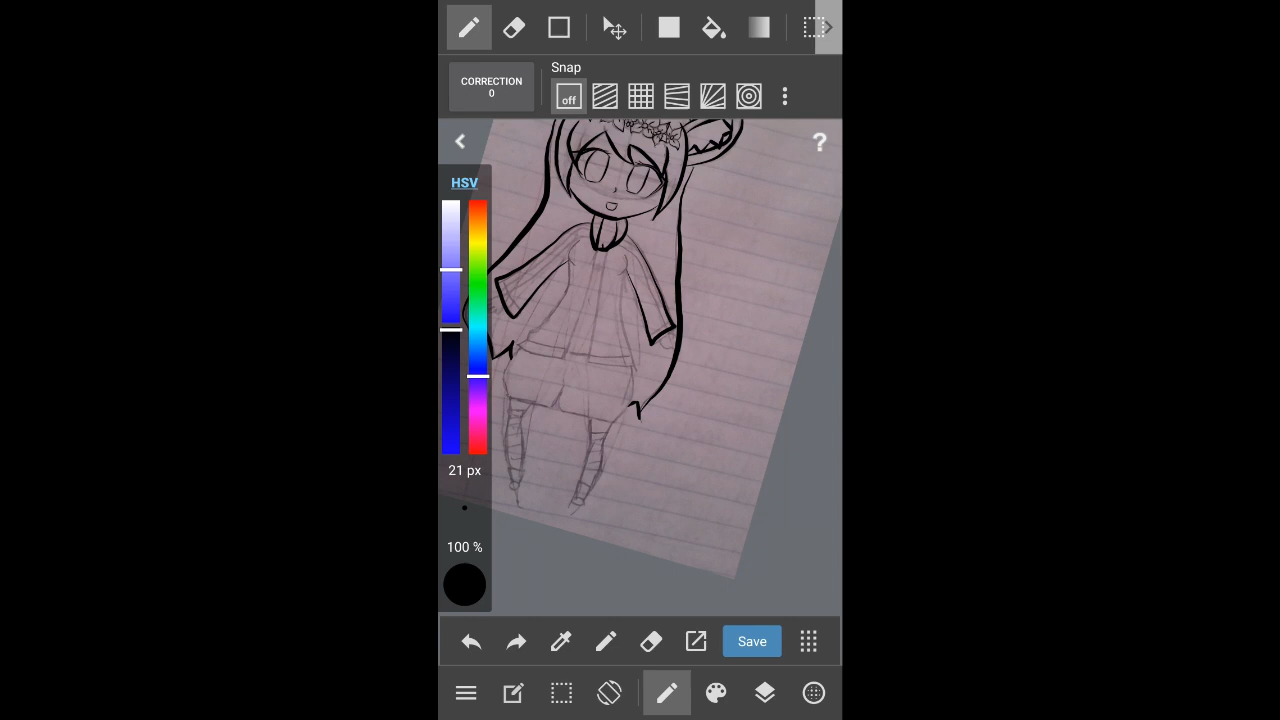 CORRECTION
0
Snap
off
?
HSV
21 px
100 %
Save